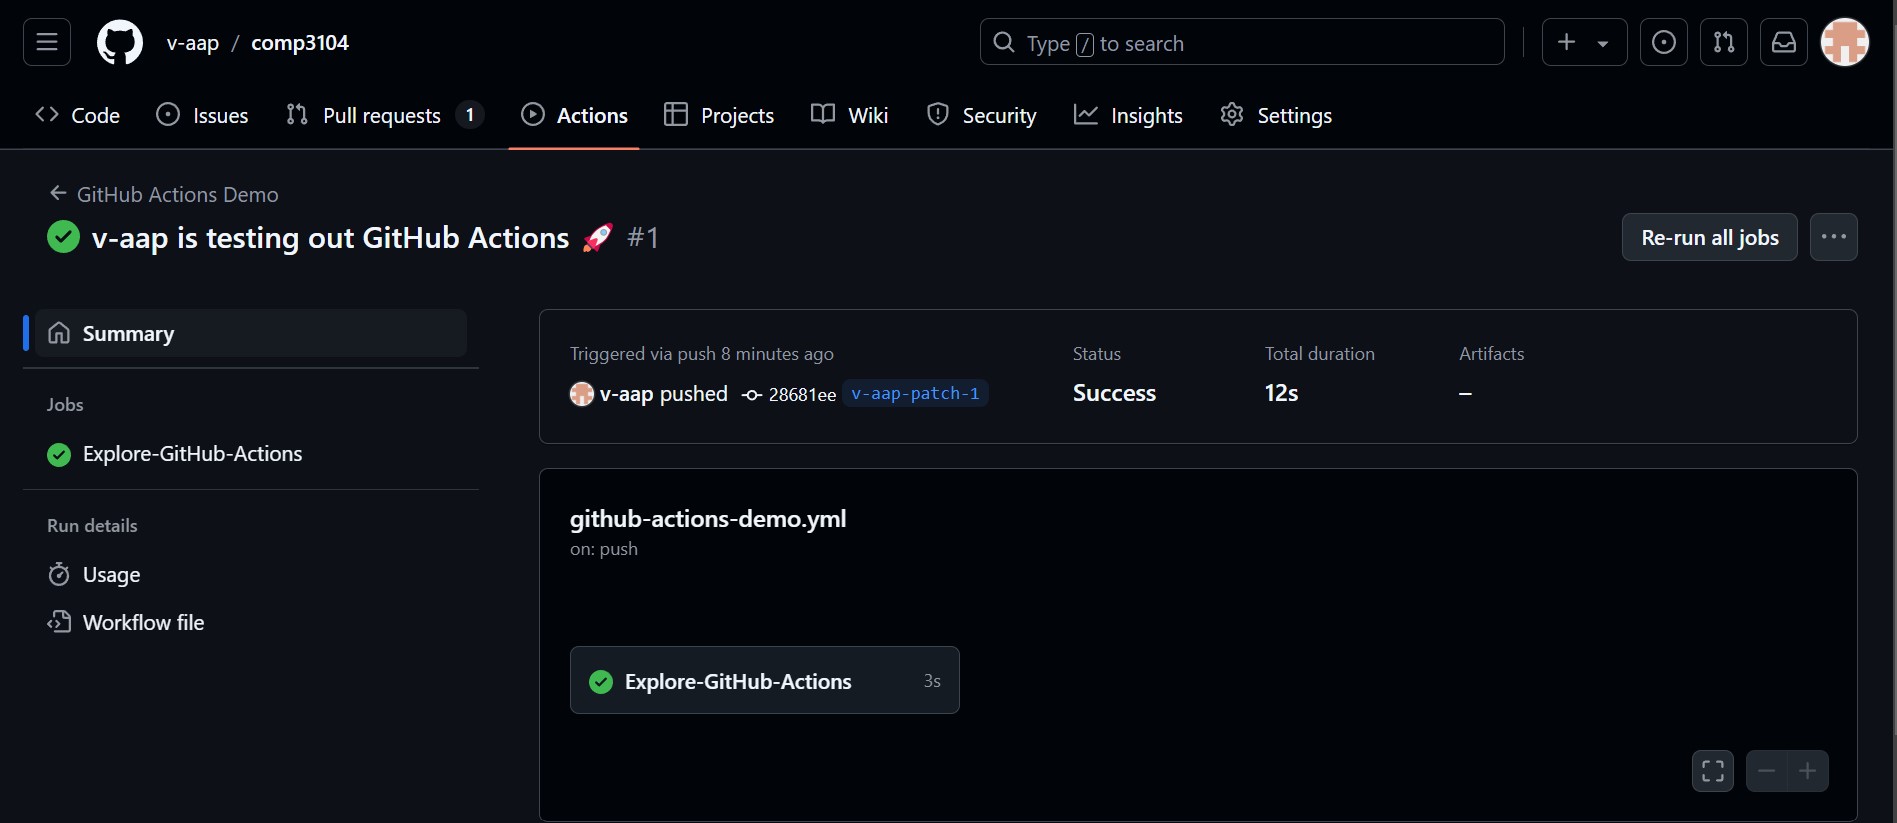 v-aap / comp3104
Type / to search
Code
Issues
Pull requests 1
Actions
Projects
Wiki
Security
Insights
Settings
GitHub Actions Demo
v-aap is testing out GitHub Actions 🚀 #1
Re-run all jobs
Summary
Jobs
Explore-GitHub-Actions
Run details
Usage
Workflow file
Triggered via push 8 minutes ago
v-aap pushed 28681ee v-aap-patch-1
Status
Success
Total duration
12s
Artifacts
–
github-actions-demo.yml
on: push
Explore-GitHub-Actions 3s